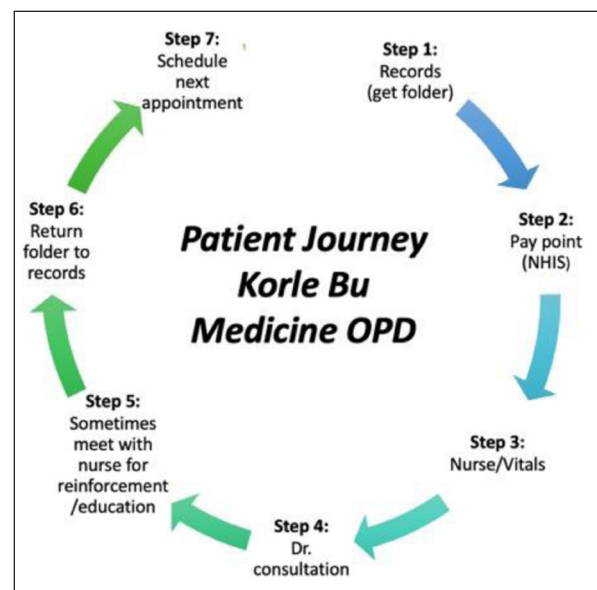 Step 1:
Records
(get folder)
Step 2:
Pay point
(NHIS)
Step 3:
Nurse/Vitals
Step 4:
Dr.
consultation
Step 5:
Sometimes
meet with
nurse for
reinforcement
/education
Step 6:
Return
folder to
records
Step 7:
Schedule
next
appointment
Patient Journey
Korle Bu
Medicine OPD